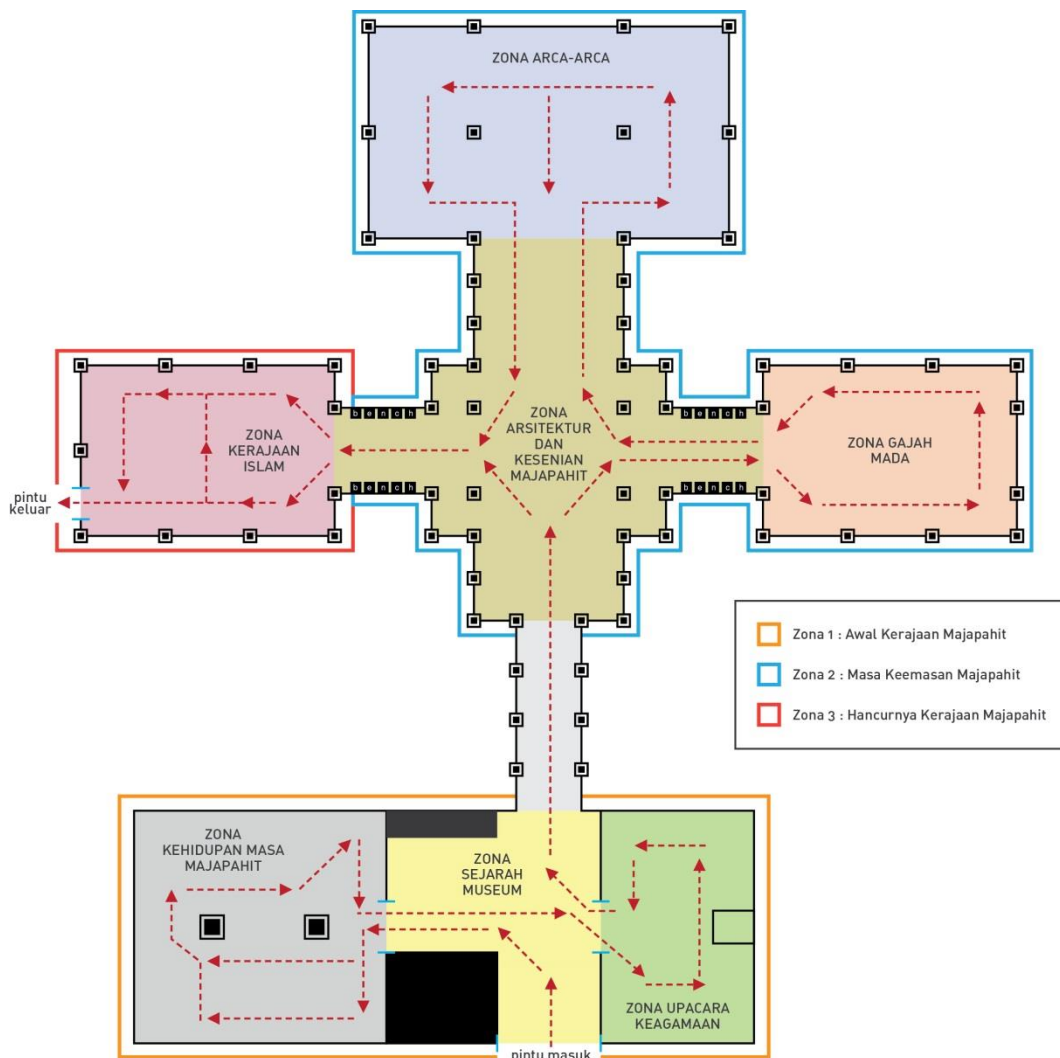 ZONA ARCA-ARCA
bench
bench
ZONA
KERAJAAN
ISLAM
ZONA
ARSITEKTUR
DAN
KESENIAN
MAJAPAHIT
ZONA GAJAH
MADA
pintu
keluar
bench
bench
Zona 1 : Awal Kerajaan Majapahit
Zona 2 : Masa Keemasan Majapahit
Zona 3 : Hancurnya Kerajaan Majapahit
ZONA
KEHIDUPAN MASA
MAJAPAHIT
ZONA
SEJARAH
MUSEUM
ZONA UPACARA
KEAGAMAAN
pintu masuk